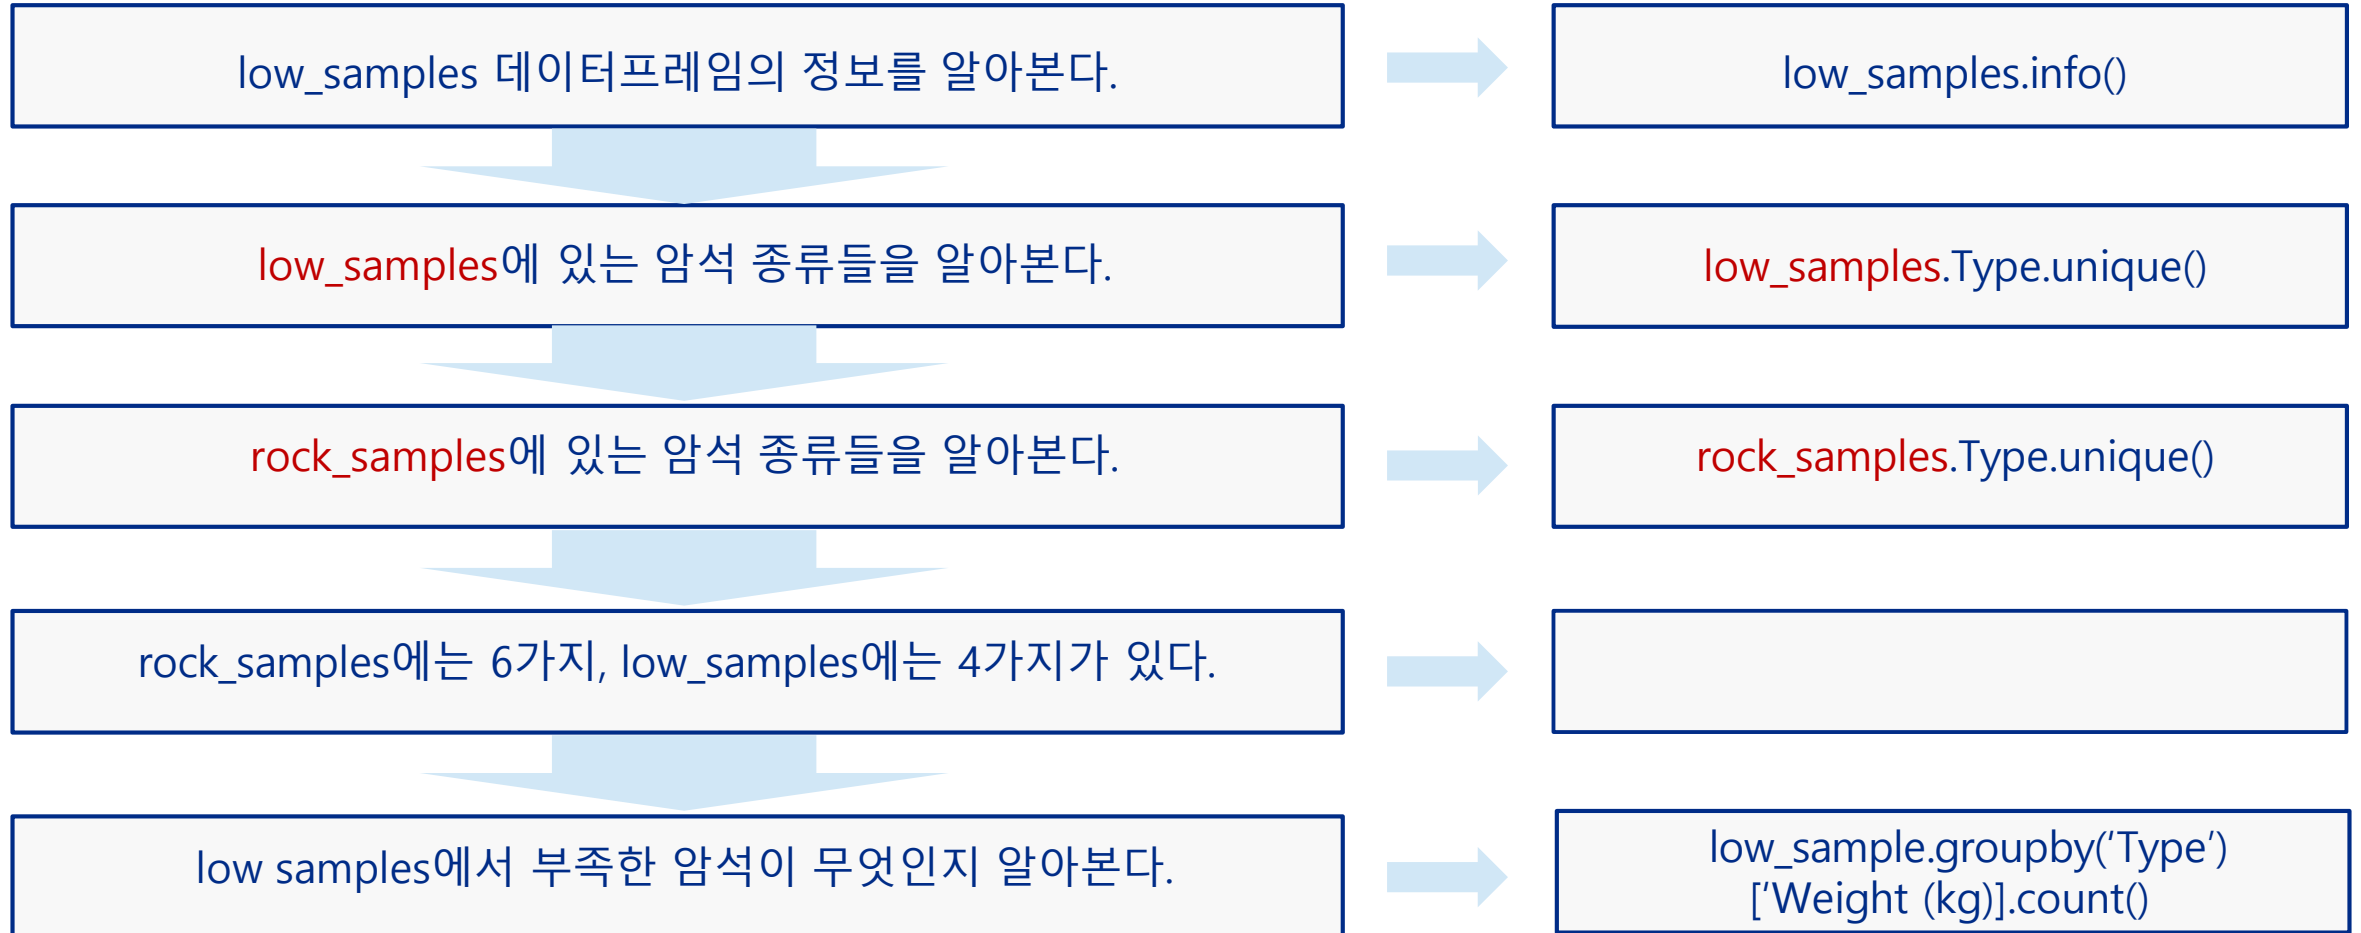 low_samples 데이터프레임의 정보를 알아본다.
low_samples.info()
low_samples에 있는 암석 종류들을 알아본다.
low_samples.Type.unique()
rock_samples에 있는 암석 종류들을 알아본다.
rock_samples.Type.unique()
rock_samples에는 6가지, low_samples에는 4가지가 있다.
low samples에서 부족한 암석이 무엇인지 알아본다.
low_sample.groupby(‘Type’)
[‘Weight (kg)].count()